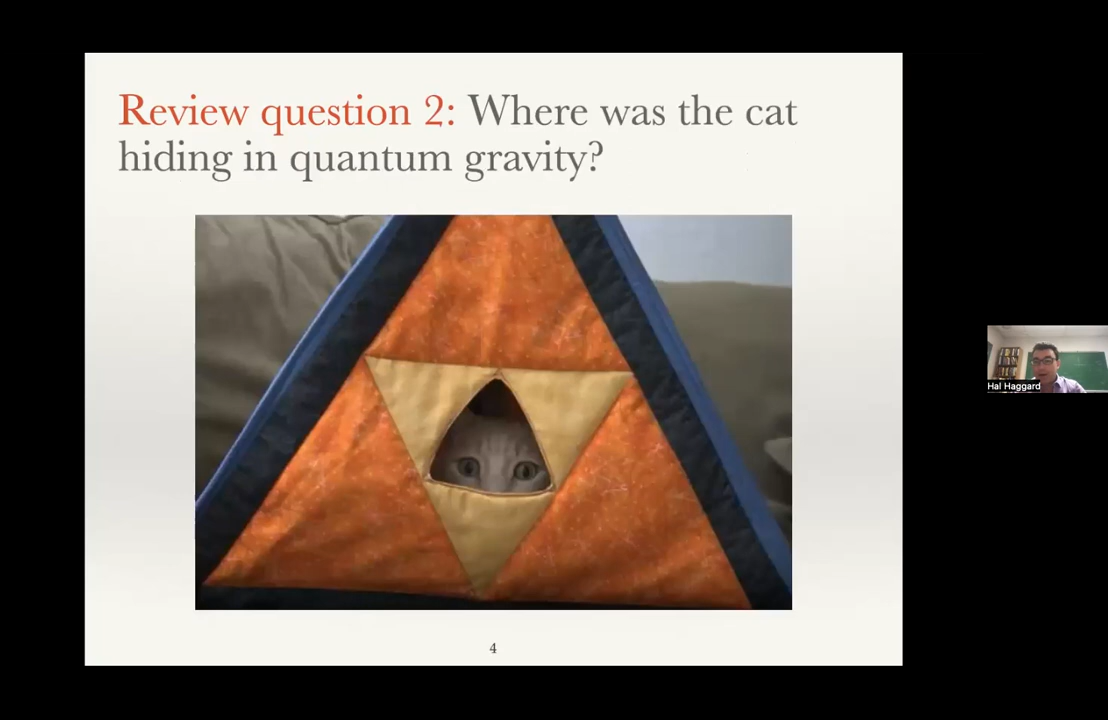 Review question 2: Where was the cat
hiding in quantum gravity?
Hal Haggard
4